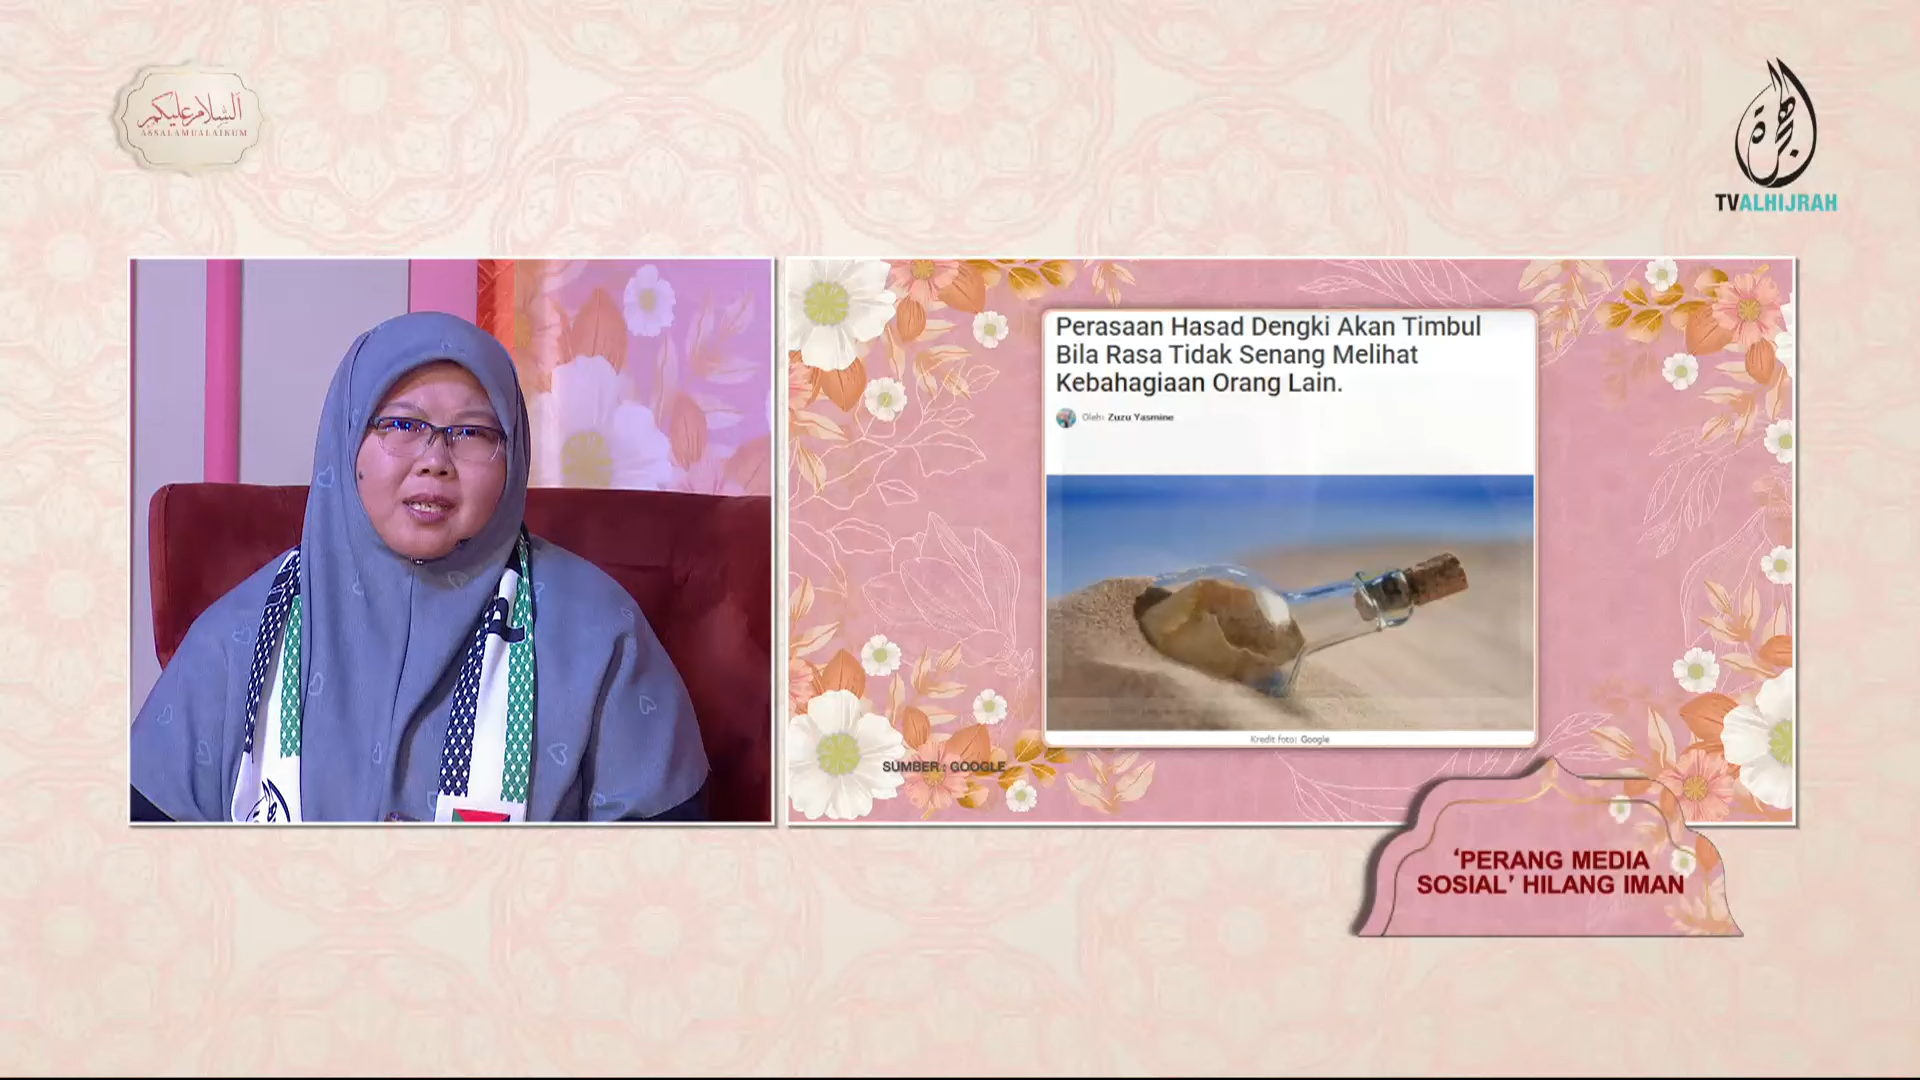 السلام عليكم
ASSALAMUALAIKUM
الهجرة
TVALHIJRAH
Perasaan Hasad Dengki Akan Timbul
Bila Rasa Tidak Senang Melihat
Kebahagiaan Orang Lain.
Oleh: Zuzu Yasmine
Kredit foto: Google
SUMBER : GOOGLE
‘PERANG MEDIA
SOSIAL’ HILANG IMAN